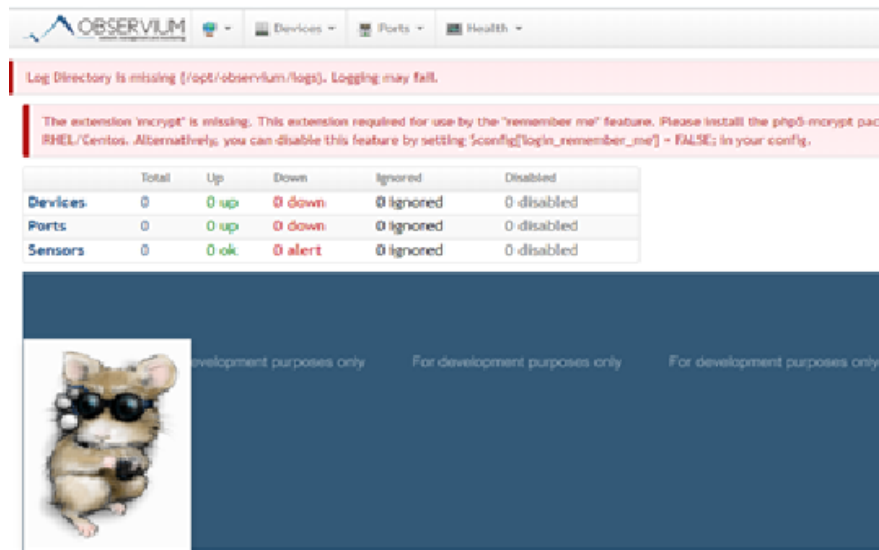 OBSERVIUM
Devices Ports Health
Log Directory is missing (/opt/observium/logs). Logging may fail.
The extension 'mcrypt' is missing. This extension required for use by the "remember me" feature. Please install the php5-mcrypt pac
RHEL/Centos. Alternatively, you can disable this feature by setting $config['login_remember_me'] = FALSE; in your config.
Total Up Down Ignored Disabled
Devices 0 0 up 0 down 0 ignored 0 disabled
Ports 0 0 up 0 down 0 ignored 0 disabled
Sensors 0 0 ok 0 alert 0 ignored 0 disabled
evelopment purposes only For development purposes only For development purposes only